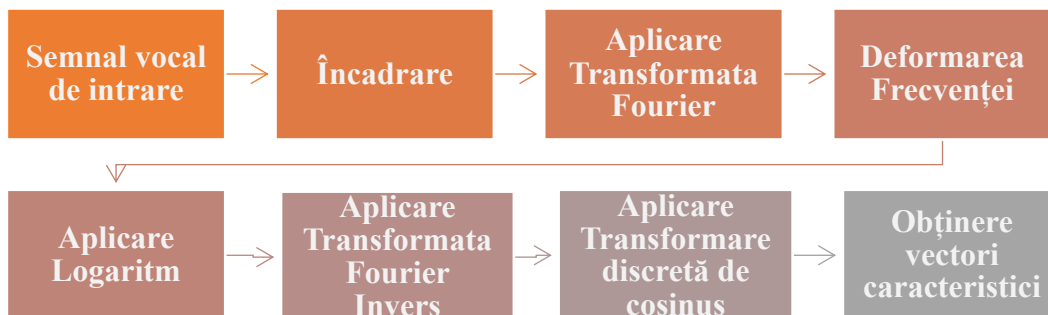 Semnal vocal
de intrare
Încadrare
Aplicare
Transformata
Fourier
Deformarea
Frecvenței
Aplicare
Logaritm
Aplicare
Transformata
Fourier
Invers
Aplicare
Transformare
discretă de
cosinus
Obținere
vectori
caracteristici